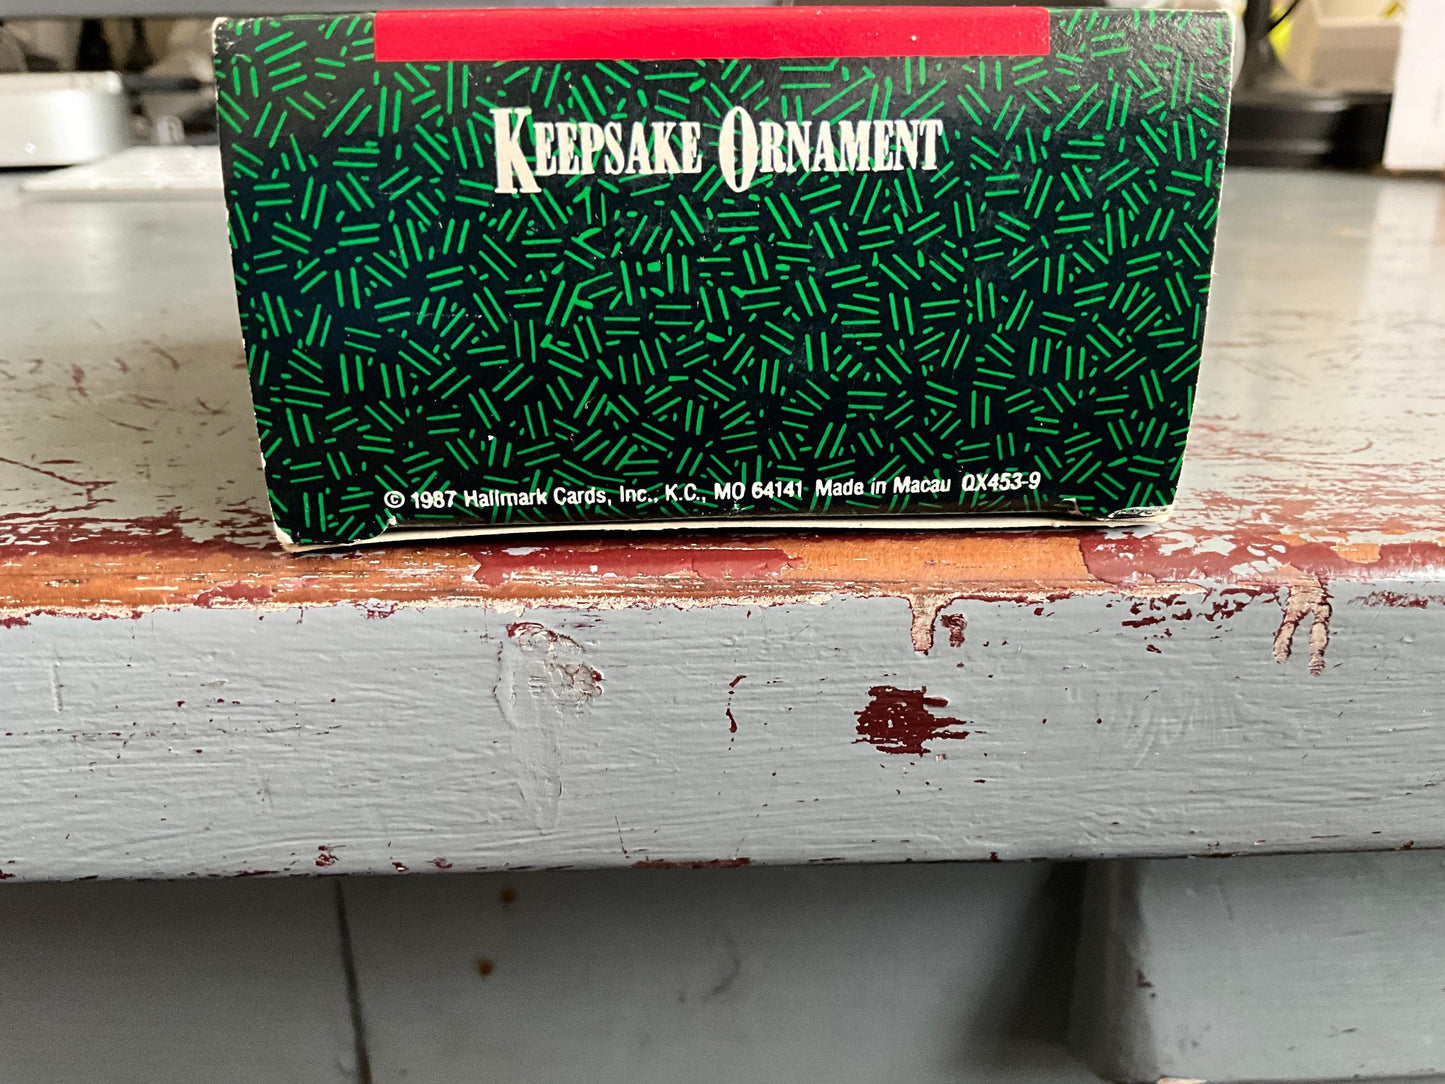 KEEPSAKE ORNAMENT
© 1987 Hallmark Cards, Inc., K.C., MO 64141 Made in Macau QX453-9